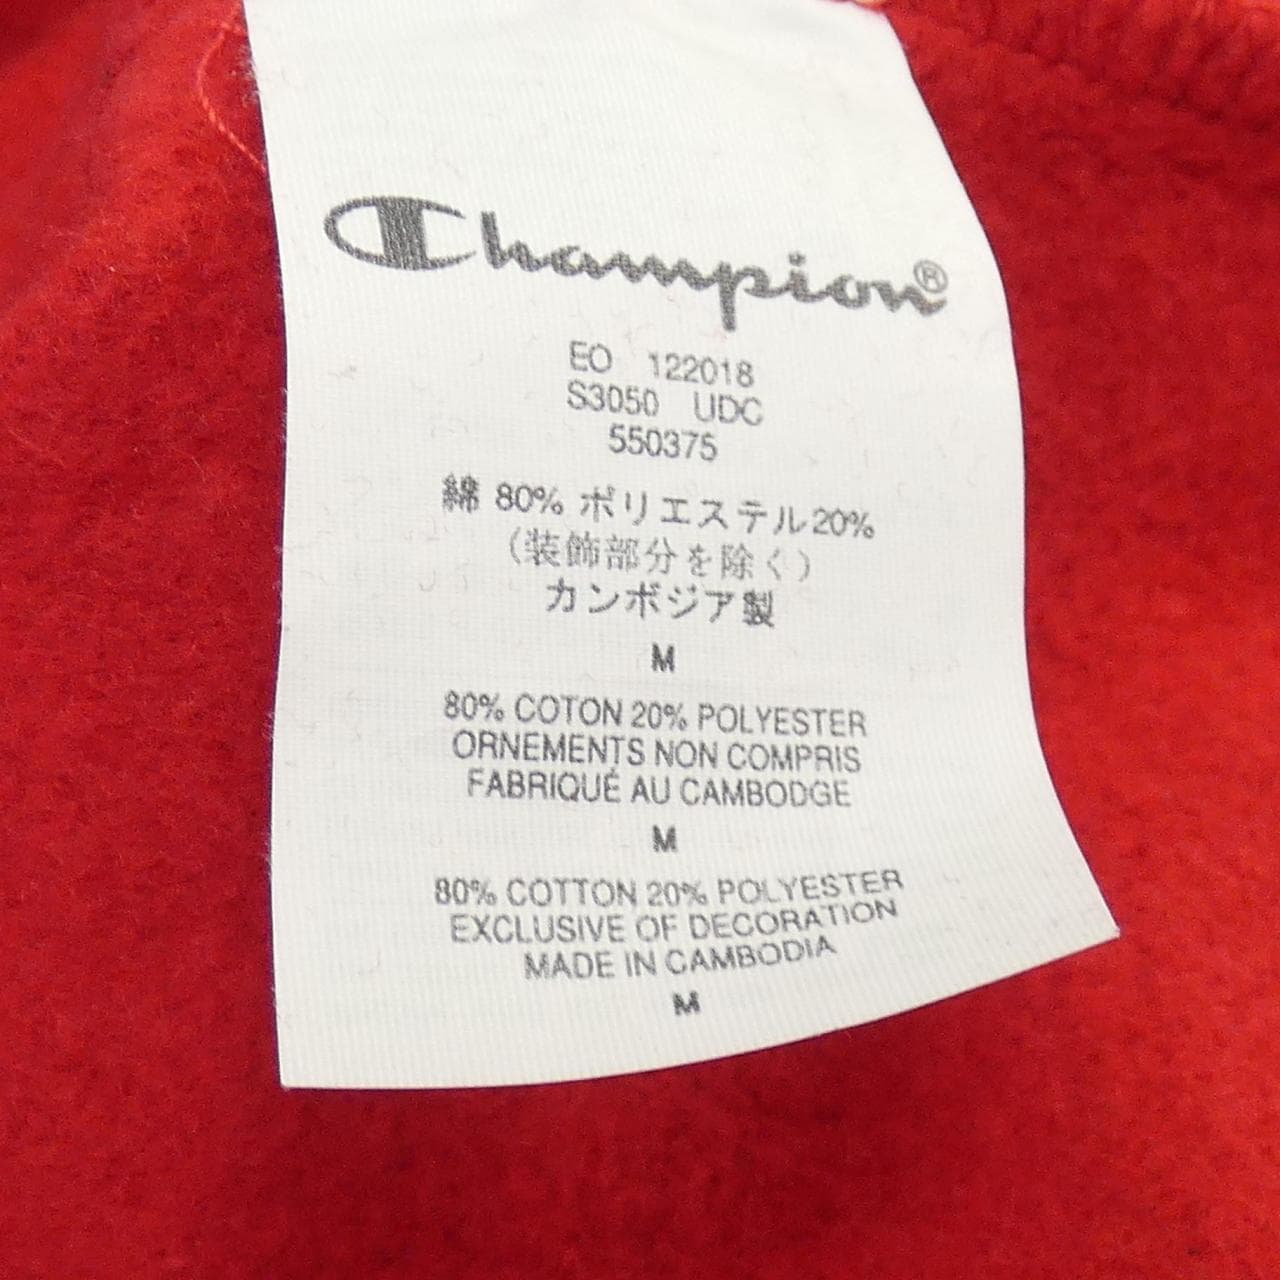 Champion®
EO 122018
S3050 UDC
550375
綿 80% ポリエステル20%
(装飾部分を除く)
カンボジア製
M
80% COTON 20% POLYESTER
ORNEMENTS NON COMPRIS
FABRIQUÉ AU CAMBODGE
M
80% COTTON 20% POLYESTER
EXCLUSIVE OF DECORATION
MADE IN CAMBODIA
M